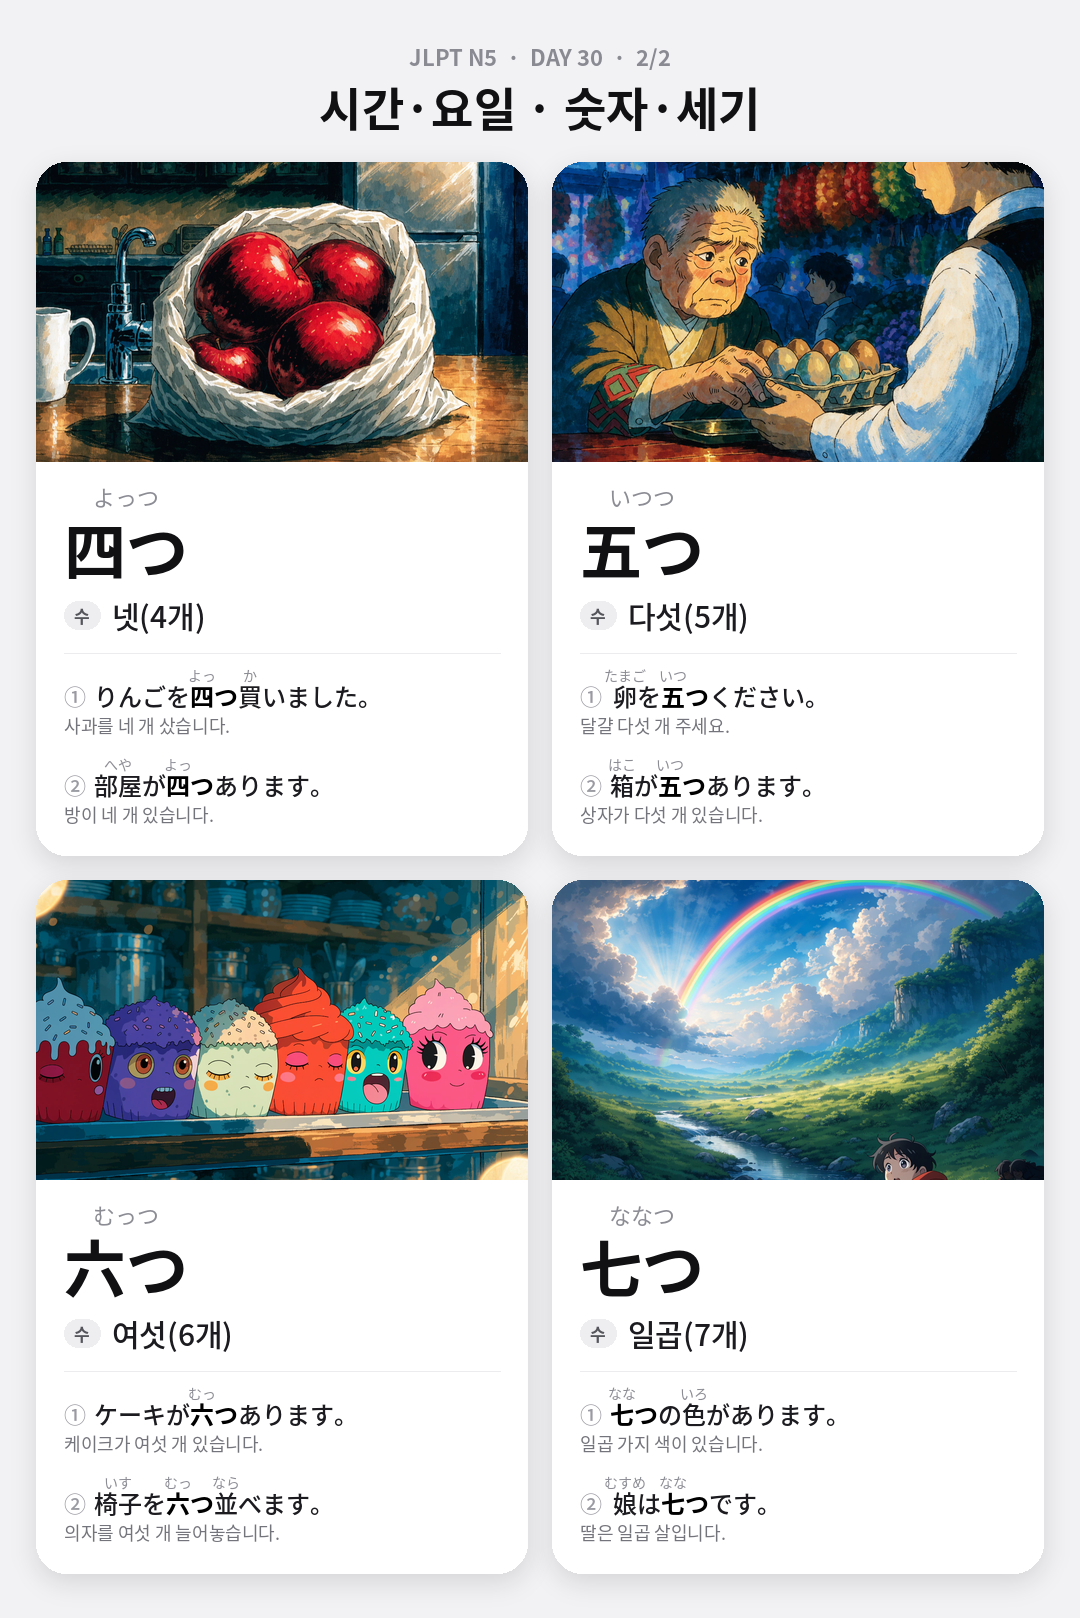 JLPT N5 · DAY 30 · 2/2
시간·요일 · 숫자·세기
よっつ
四つ
수 넷(4개)
よっ か
① りんごを四つ買いました。
사과를 네 개 샀습니다.
へや よっ
② 部屋が四つあります。
방이 네 개 있습니다.
いつつ
五つ
수 다섯(5개)
たまご いつ
① 卵を五つください。
달걀 다섯 개 주세요.
はこ いつ
② 箱が五つあります。
상자가 다섯 개 있습니다.
むっつ
六つ
수 여섯(6개)
むっ
① ケーキが六つあります。
케이크가 여섯 개 있습니다.
いす むっ なら
② 椅子を六つ並べます。
의자를 여섯 개 늘어놓습니다.
ななつ
七つ
수 일곱(7개)
なな いろ
① 七つの色があります。
일곱 가지 색이 있습니다.
むすめ なな
② 娘は七つです。
딸은 일곱 살입니다.